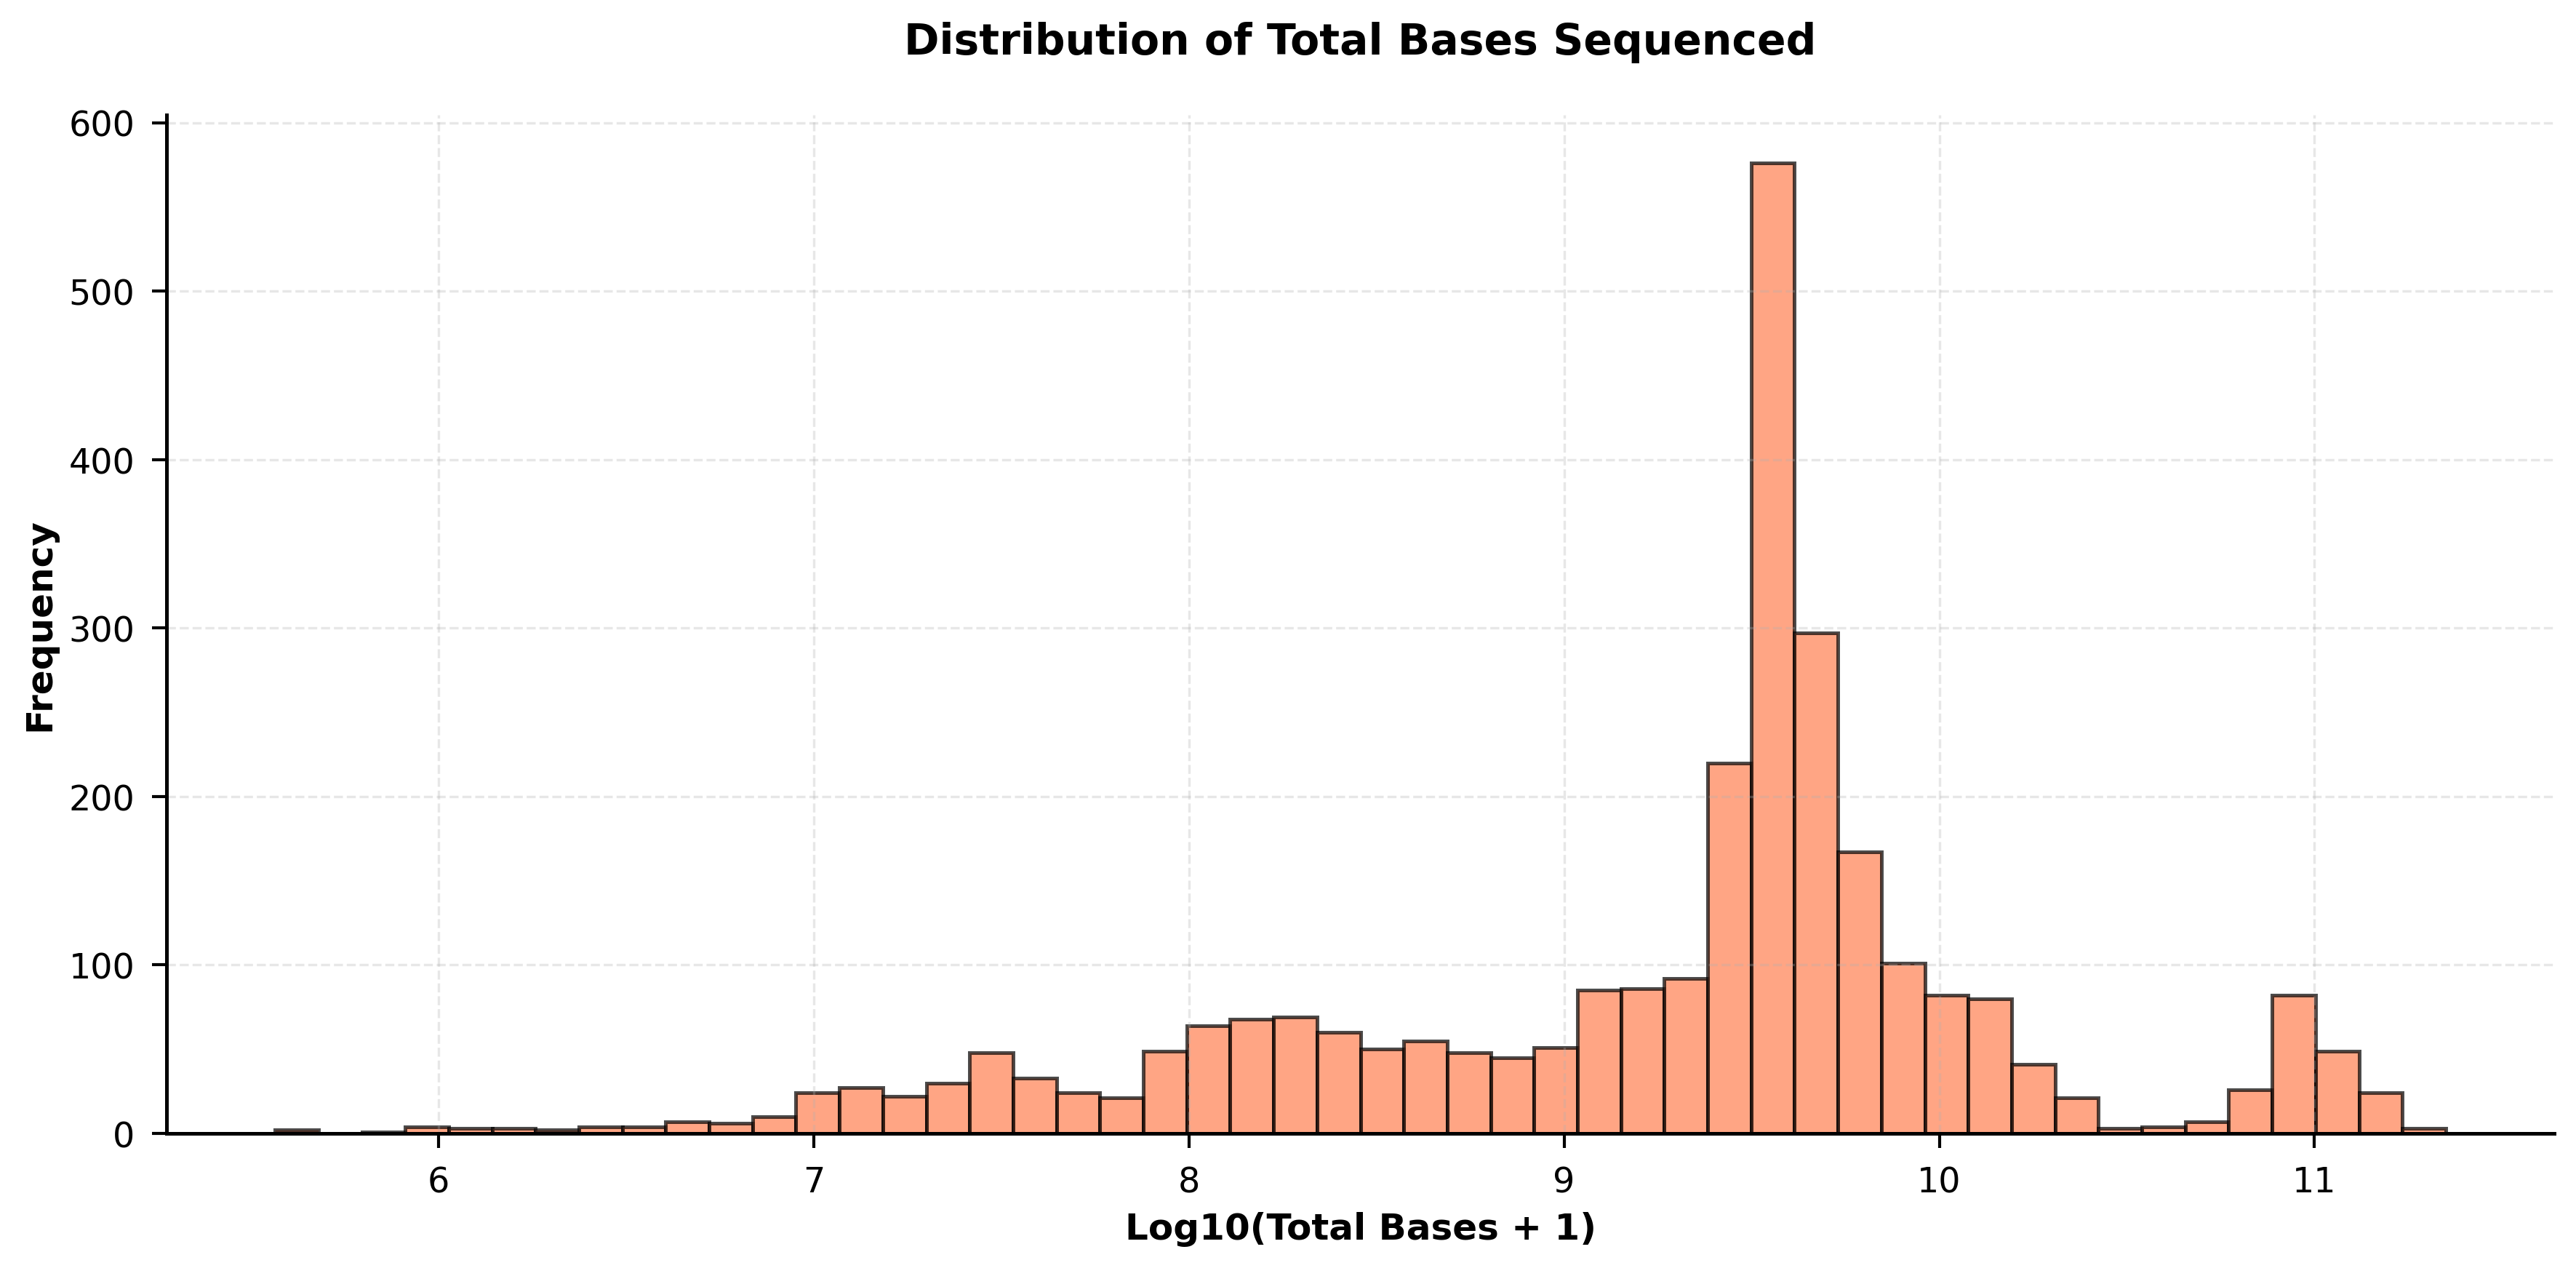 Distribution of Total Bases Sequenced
600
500
400
300
200
100
0
Frequency
6 7 8 9 10 11
Log10(Total Bases + 1)